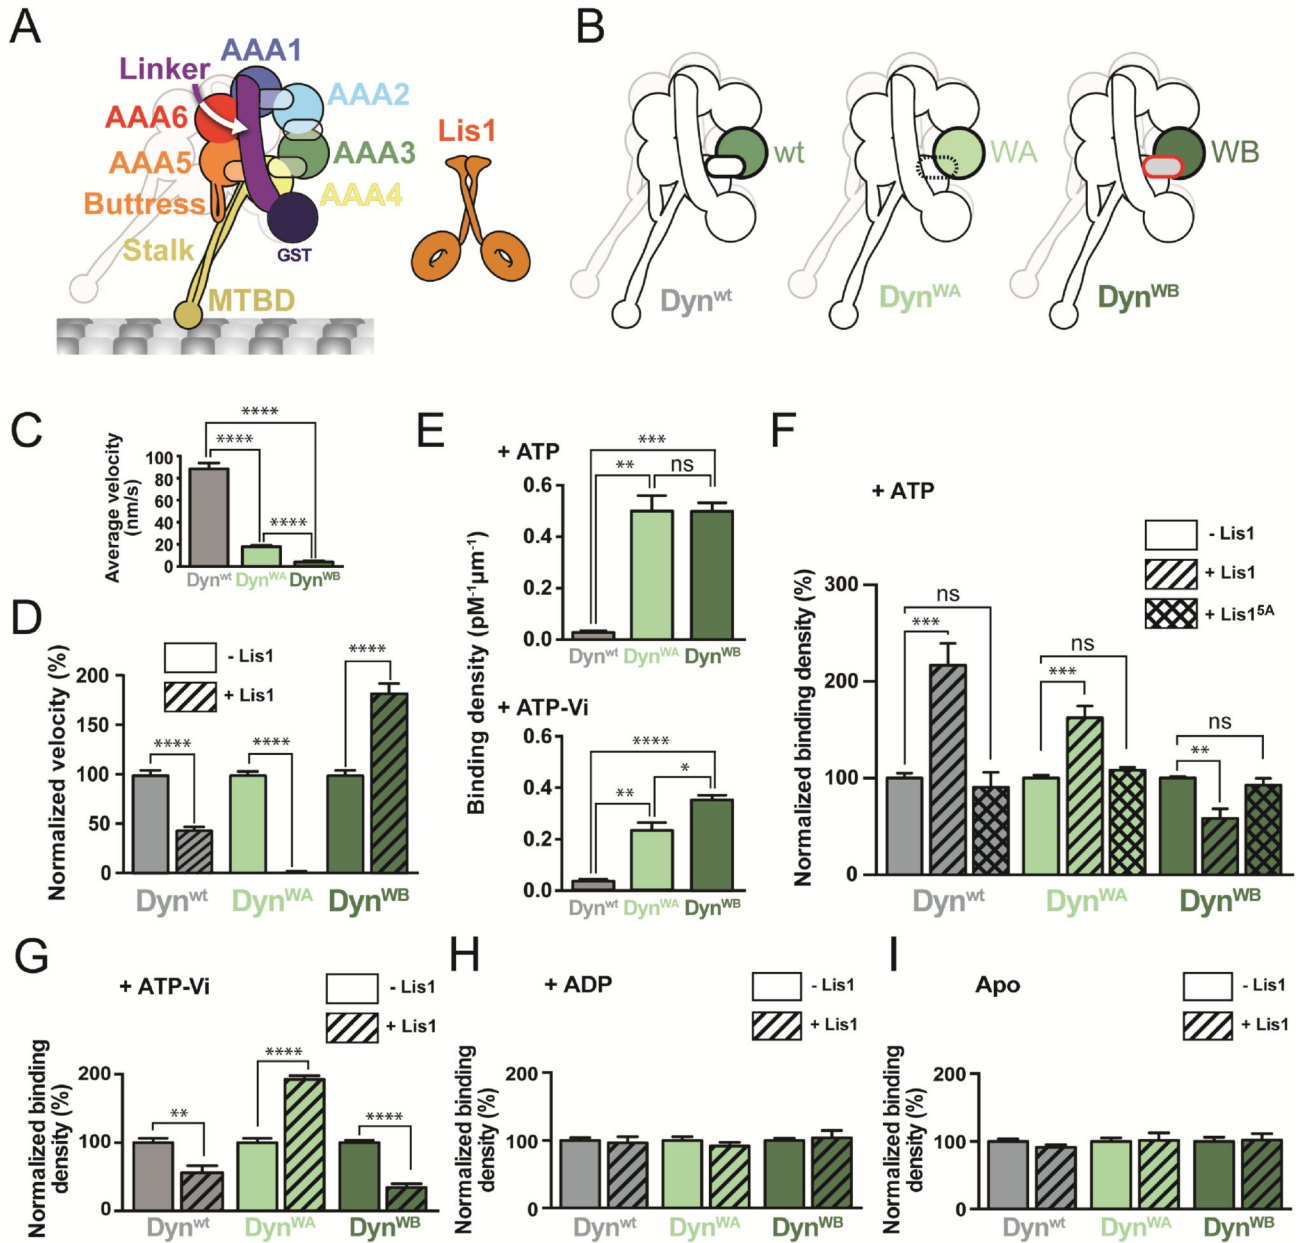 A
AAA1
Linker
AAA2
AAA6
Lis1
AAA3
AAA5
AAA4
Buttress
Stalk
GST
MTBD
B
wt
WA
WB
Dynwt
DynWA
DynWB
C
Average velocity
(nm/s)
100
80
60
40
20
0
****
****
****
Dynwt
DynWA
DynWB
D
Normalized velocity (%)
200
150
100
50
0
- Lis1
+ Lis1
****
****
****
Dynwt
DynWA
DynWB
E
+ ATP
Binding density (pM-1µm-1)
0.6
0.4
0.2
0.0
***
**
ns
Dynwt
DynWA
DynWB
+ ATP-Vi
0.6
0.4
0.2
0.0
****
**
*
Dynwt
DynWA
DynWB
F
+ ATP
- Lis1
+ Lis1
+ Lis15A
Normalized binding density (%)
300
200
100
0
ns
***
ns
***
ns
**
Dynwt
DynWA
DynWB
G
+ ATP-Vi
- Lis1
+ Lis1
Normalized binding
density (%)
200
100
0
**
****
****
Dynwt
DynWA
DynWB
H
+ ADP
- Lis1
+ Lis1
Normalized binding
density (%)
200
100
0
Dynwt
DynWA
DynWB
I
Apo
- Lis1
+ Lis1
Normalized binding
density (%)
200
100
0
Dynwt
DynWA
DynWB